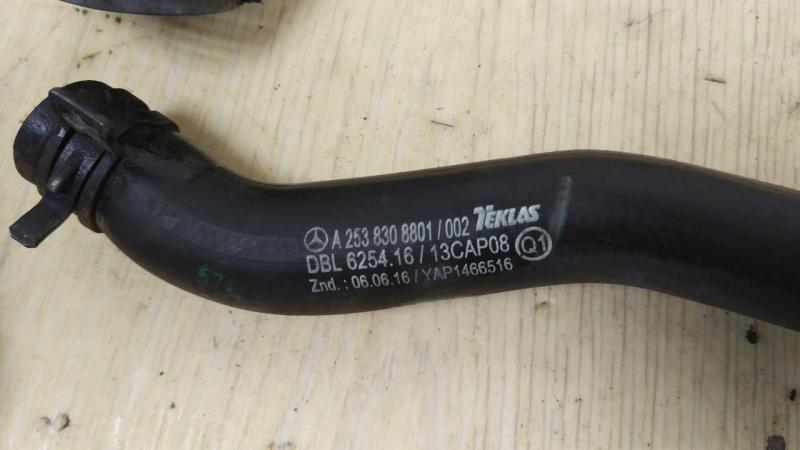 A 253 830 8801 / 002 TEKLAS
DBL 6254.16 / 13CAP08 Q1
Znd. : 06.06.16 / YAP1466516